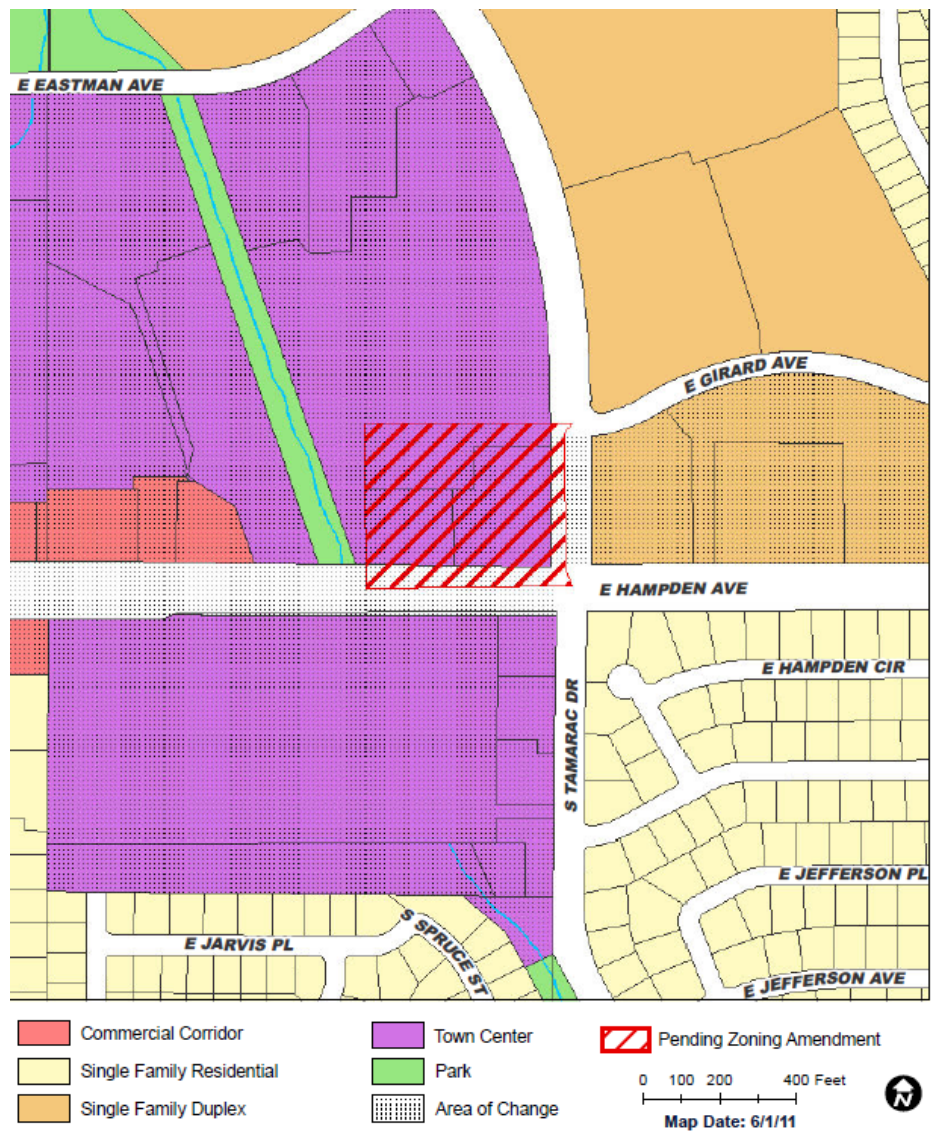 E EASTMAN AVE
E GIRARD AVE
E HAMPDEN AVE
E HAMPDEN CIR
S TAMARAC DR
E JEFFERSON PL
E JARVIS PL
S SPRUCE ST
E JEFFERSON AVE
Commercial Corridor
Single Family Residential
Single Family Duplex
Town Center
Park
Area of Change
Pending Zoning Amendment
0 100 200 400 Feet
Map Date: 6/1/11
N